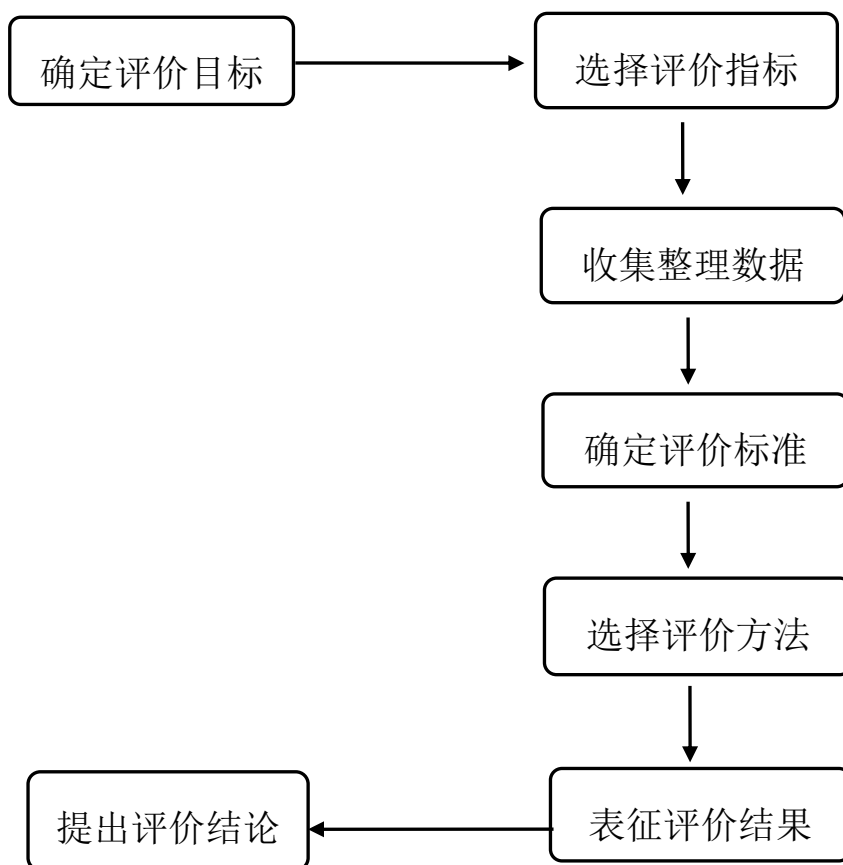 确定评价目标
选择评价指标
收集整理数据
确定评价标准
选择评价方法
表征评价结果
提出评价结论